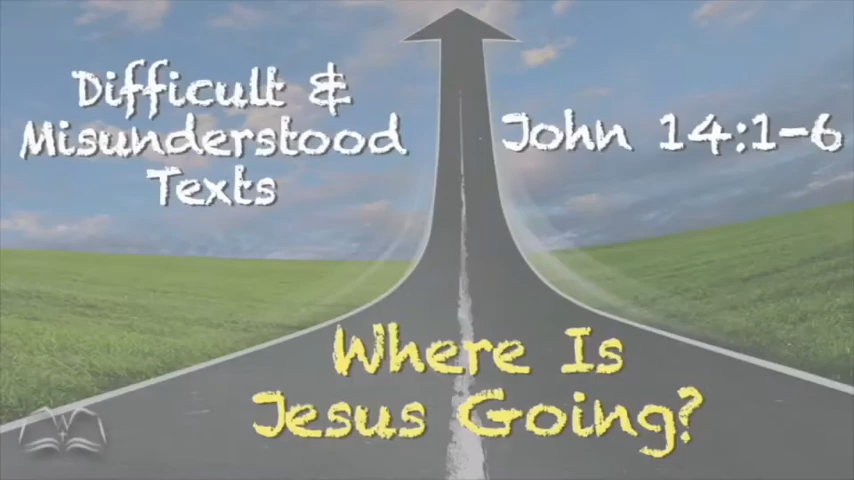 Difficult &
Misunderstood
Texts
John 14:1-6
Where Is
Jesus Going?